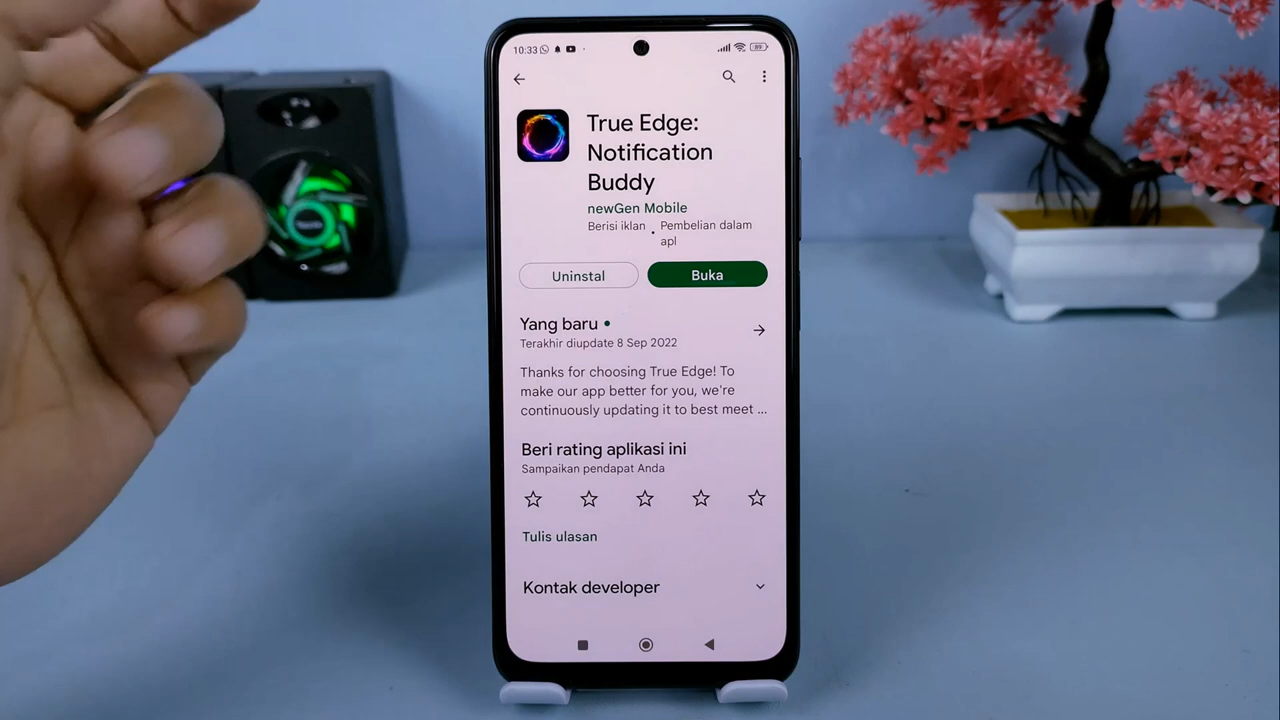 10:33
89
True Edge:
Notification
Buddy
newGen Mobile
Berisi iklan • Pembelian dalam
apl
Uninstal
Buka
Yang baru •
Terakhir diupdate 8 Sep 2022
Thanks for choosing True Edge! To
make our app better for you, we're
continuously updating it to best meet ...
Beri rating aplikasi ini
Sampaikan pendapat Anda
Tulis ulasan
Kontak developer